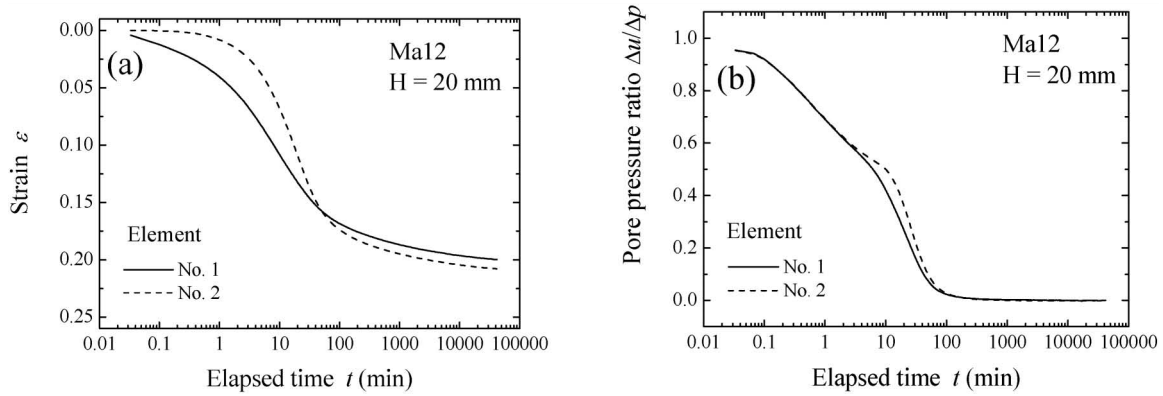 0.00
0.05
0.10
0.15
0.20
0.25
Strain ε
(a)
Ma12
H = 20 mm
Element
No. 1
No. 2
0.01 0.1 1 10 100 1000 10000 100000
Elapsed time t (min)
1.0
0.8
0.6
0.4
0.2
0.0
Pore pressure ratio Δu/Δp
(b)
Ma12
H = 20 mm
Element
No. 1
No. 2
0.01 0.1 1 10 100 1000 10000 100000
Elapsed time t (min)